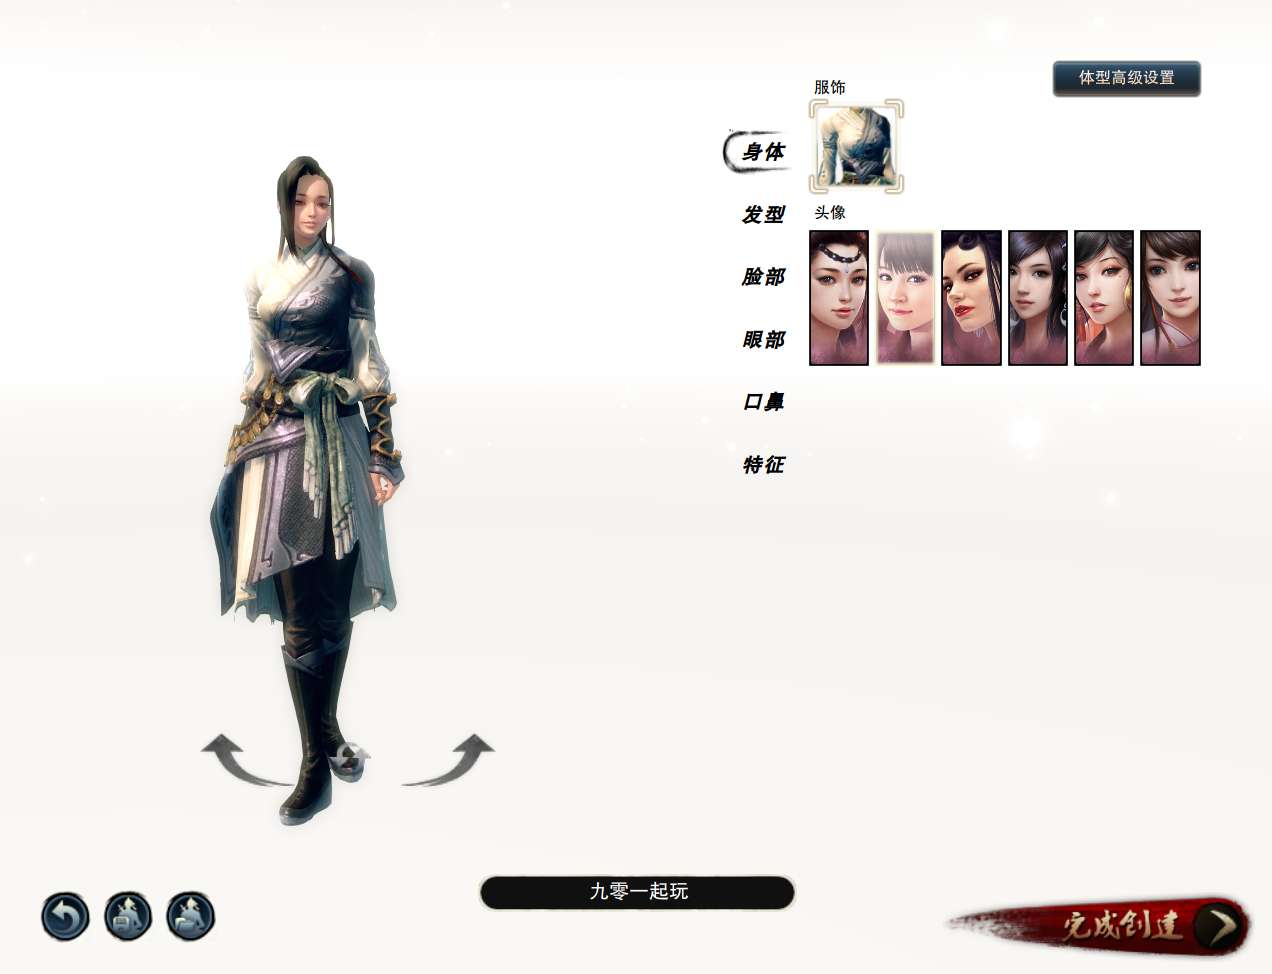 体型高级设置
服饰
身体
发型
头像
脸部
眼部
口鼻
特征
九零一起玩
完成创建